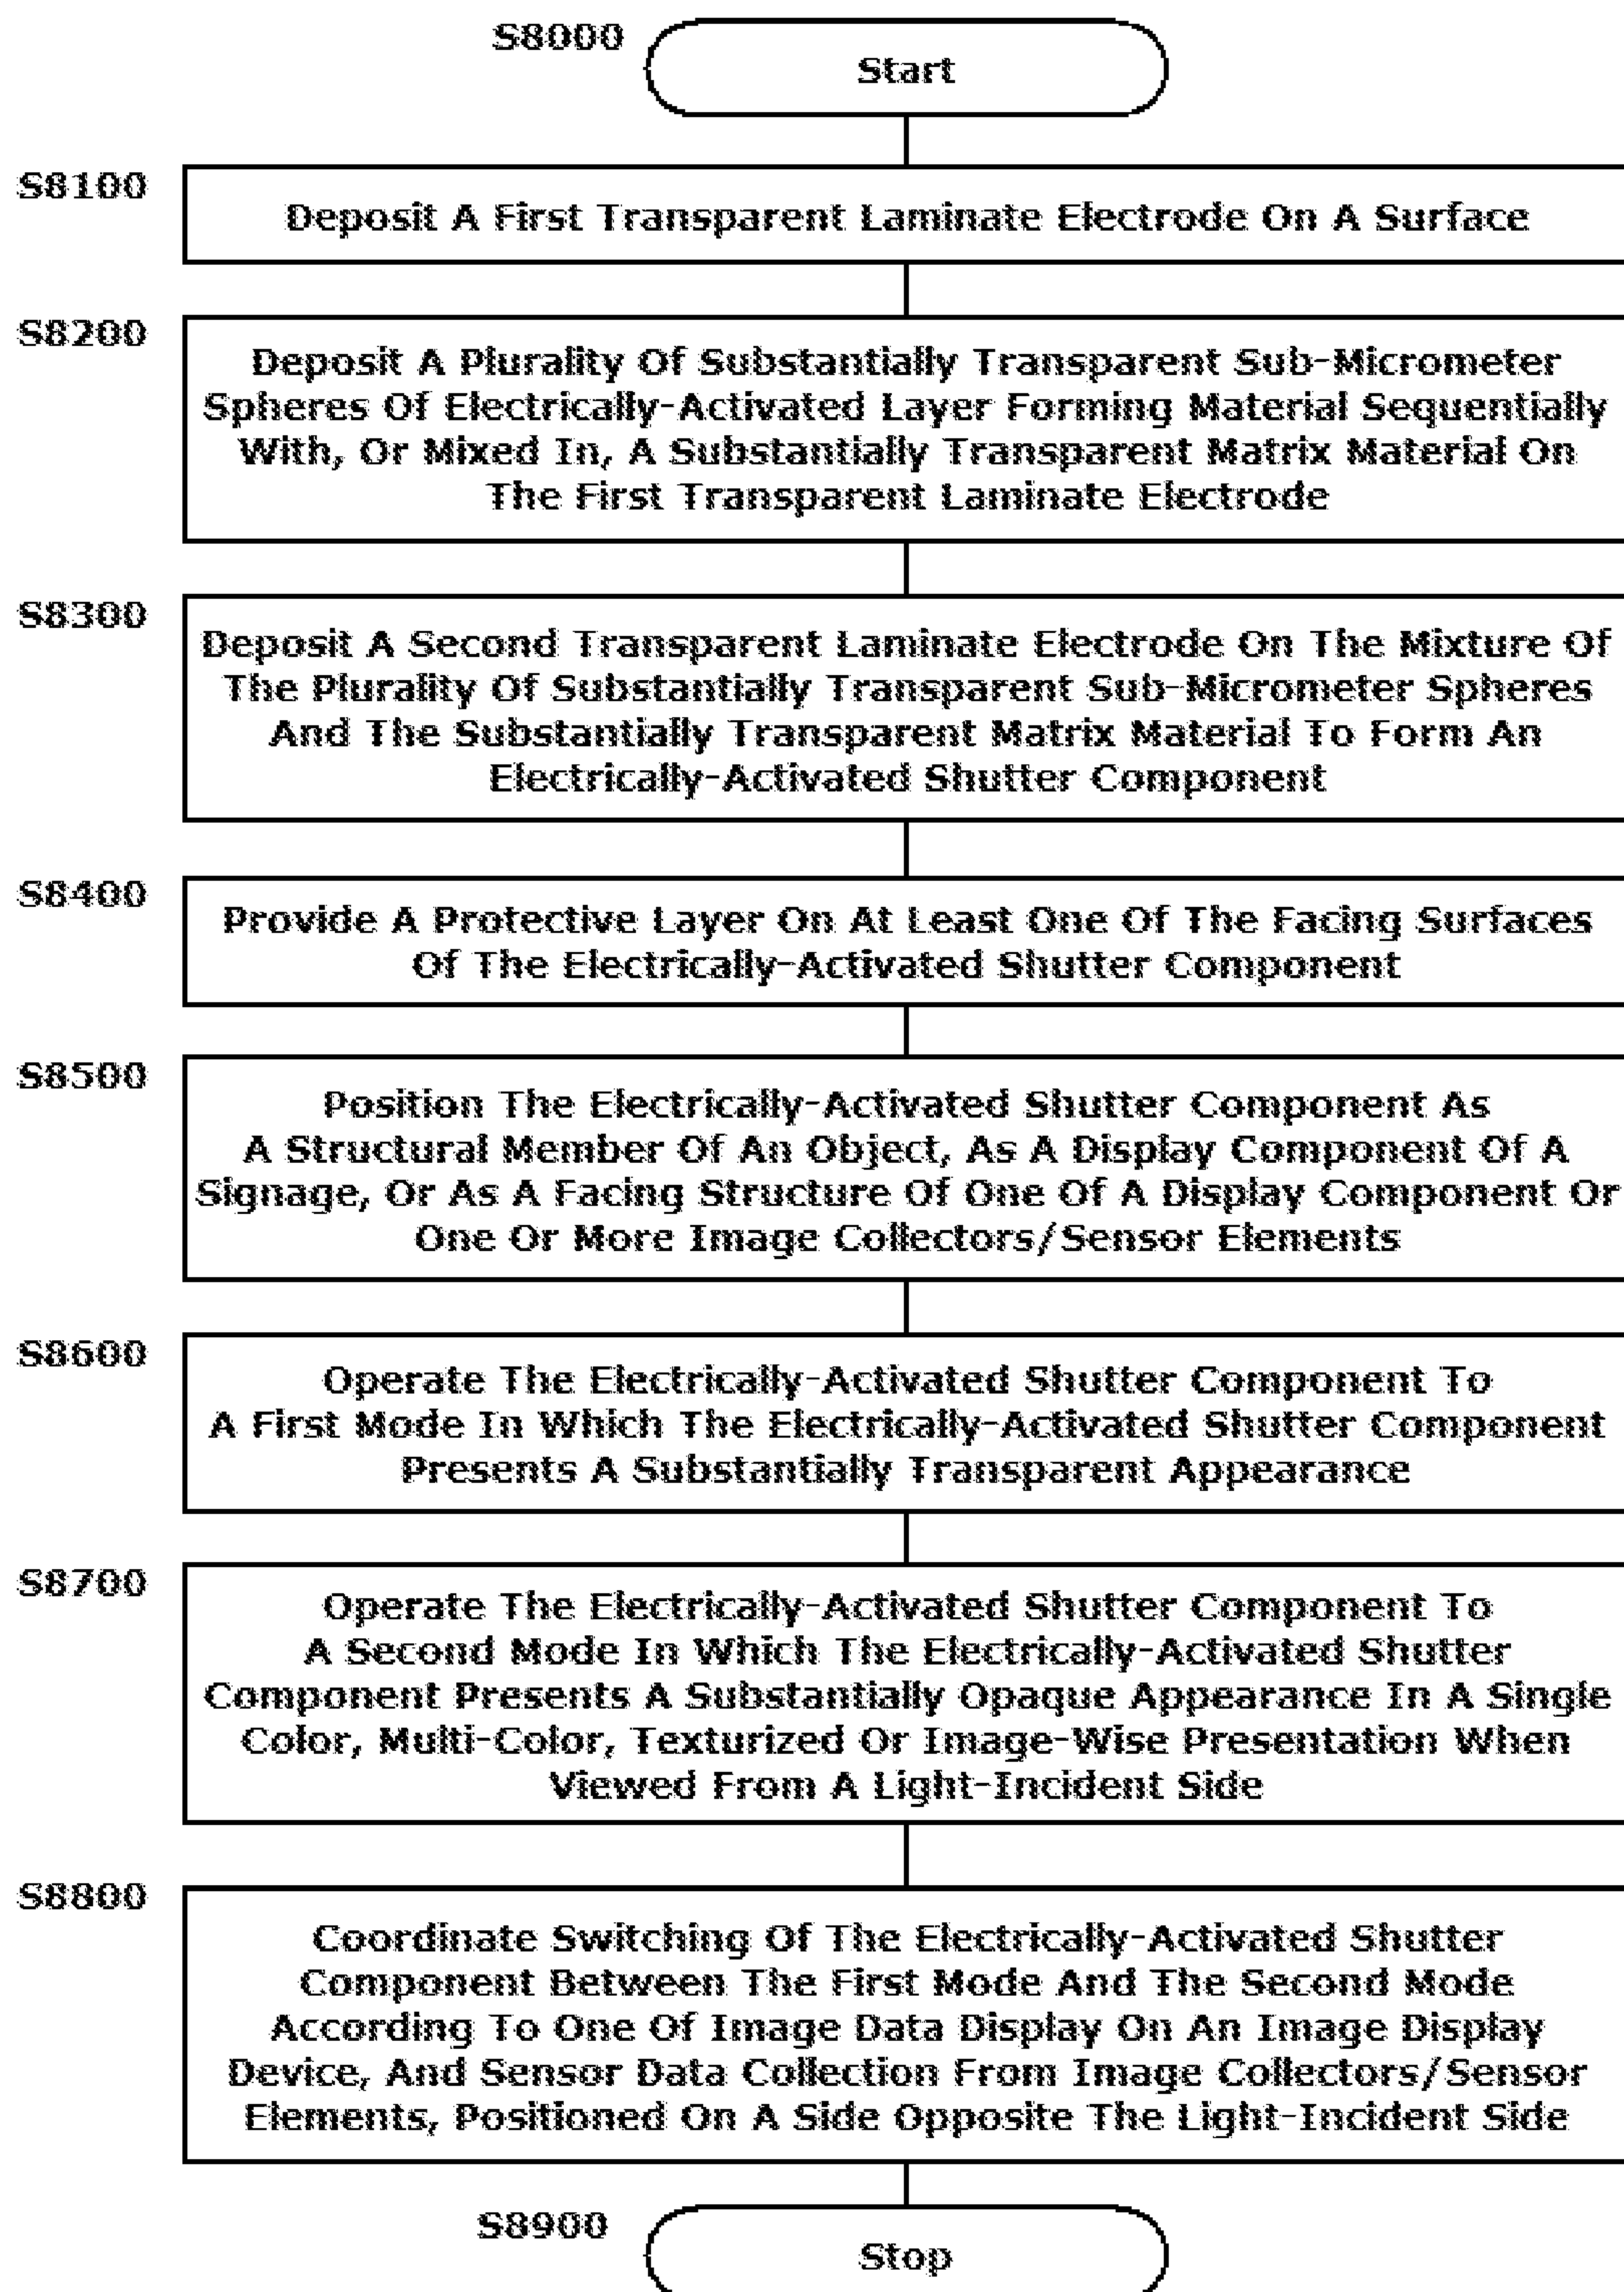 S8000
Start
S8100
Deposit A First Transparent Laminate Electrode On A Surface
S8200
Deposit A Plurality Of Substantially Transparent Sub-Micrometer
Spheres Of Electrically-Activated Layer Forming Material Sequentially
With, Or Mixed In, A Substantially Transparent Matrix Material On
The First Transparent Laminate Electrode
S8300
Deposit A Second Transparent Laminate Electrode On The Mixture Of
The Plurality Of Substantially Transparent Sub-Micrometer Spheres
And The Substantially Transparent Matrix Material To Form An
Electrically-Activated Shutter Component
S8400
Provide A Protective Layer On At Least One Of The Facing Surfaces
Of The Electrically-Activated Shutter Component
S8500
Position The Electrically-Activated Shutter Component As
A Structural Member Of An Object, As A Display Component Of A
Signage, Or As A Facing Structure Of One Of A Display Component Or
One Or More Image Collectors/Sensor Elements
S8600
Operate The Electrically-Activated Shutter Component To
A First Mode In Which The Electrically-Activated Shutter Component
Presents A Substantially Transparent Appearance
S8700
Operate The Electrically-Activated Shutter Component To
A Second Mode In Which The Electrically-Activated Shutter
Component Presents A Substantially Opaque Appearance In A Single
Color, Multi-Color, Texturized Or Image-Wise Presentation When
Viewed From A Light-Incident Side
S8800
Coordinate Switching Of The Electrically-Activated Shutter
Component Between The First Mode And The Second Mode
According To One Of Image Data Display On An Image Display
Device, And Sensor Data Collection From Image Collectors/Sensor
Elements, Positioned On A Side Opposite The Light-Incident Side
S8900
Stop